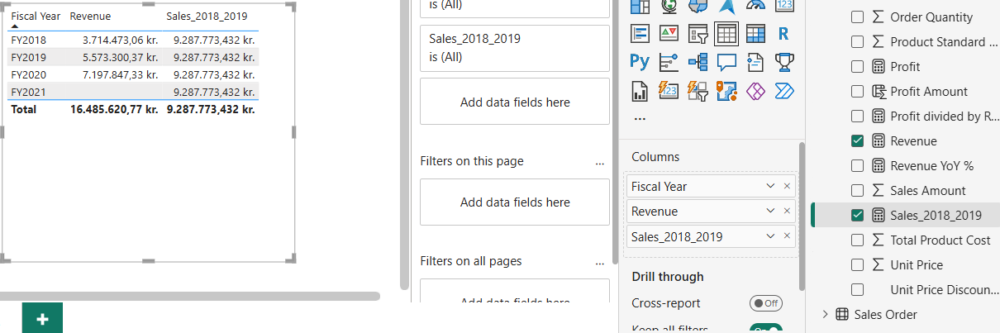 Fiscal Year Revenue Sales_2018_2019
FY2018 3.714.473,06 kr. 9.287.773,432 kr.
FY2019 5.573.300,37 kr. 9.287.773,432 kr.
FY2020 7.197.847,33 kr. 9.287.773,432 kr.
FY2021 9.287.773,432 kr.
Total 16.485.620,77 kr. 9.287.773,432 kr.
is (All)
Sales_2018_2019
is (All)
Add data fields here
Filters on this page ...
Add data fields here
Filters on all pages ...
Add data fields here
123
R
Py
123
...
Columns
Fiscal Year
Revenue
Sales_2018_2019
Drill through
Cross-report Off
Keep all filters On
Order Quantity
Product Standard ...
Profit
Profit Amount
Profit divided by R...
Revenue
Revenue YoY %
Sales Amount
Sales_2018_2019
Total Product Cost
Unit Price
Unit Price Discoun...
Sales Order